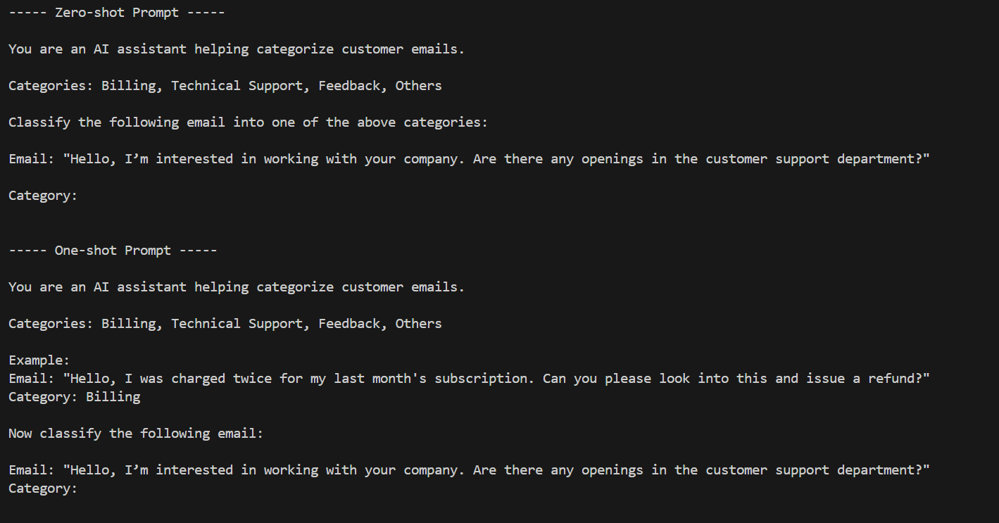 ----- Zero-shot Prompt -----
You are an AI assistant helping categorize customer emails.
Categories: Billing, Technical Support, Feedback, Others
Classify the following email into one of the above categories:
Email: "Hello, I’m interested in working with your company. Are there any openings in the customer support department?"
Category:
----- One-shot Prompt -----
You are an AI assistant helping categorize customer emails.
Categories: Billing, Technical Support, Feedback, Others
Example:
Email: "Hello, I was charged twice for my last month's subscription. Can you please look into this and issue a refund?"
Category: Billing
Now classify the following email:
Email: "Hello, I’m interested in working with your company. Are there any openings in the customer support department?"
Category: